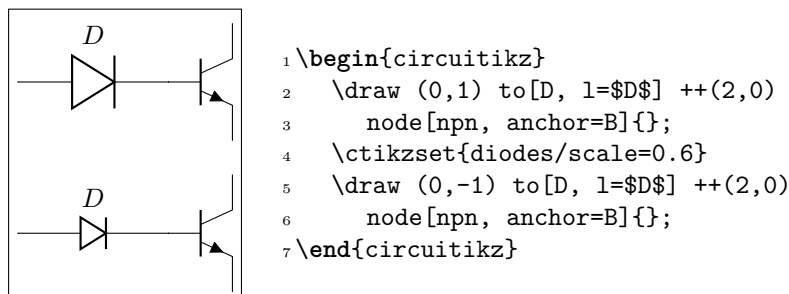 D
D
1 \begin{circuitikz}
2 \draw (0,1) to[D, l=$D$] ++(2,0)
3 node[npn, anchor=B]{};
4 \ctikzset{diodes/scale=0.6}
5 \draw (0,-1) to[D, l=$D$] ++(2,0)
6 node[npn, anchor=B]{};
7 \end{circuitikz}